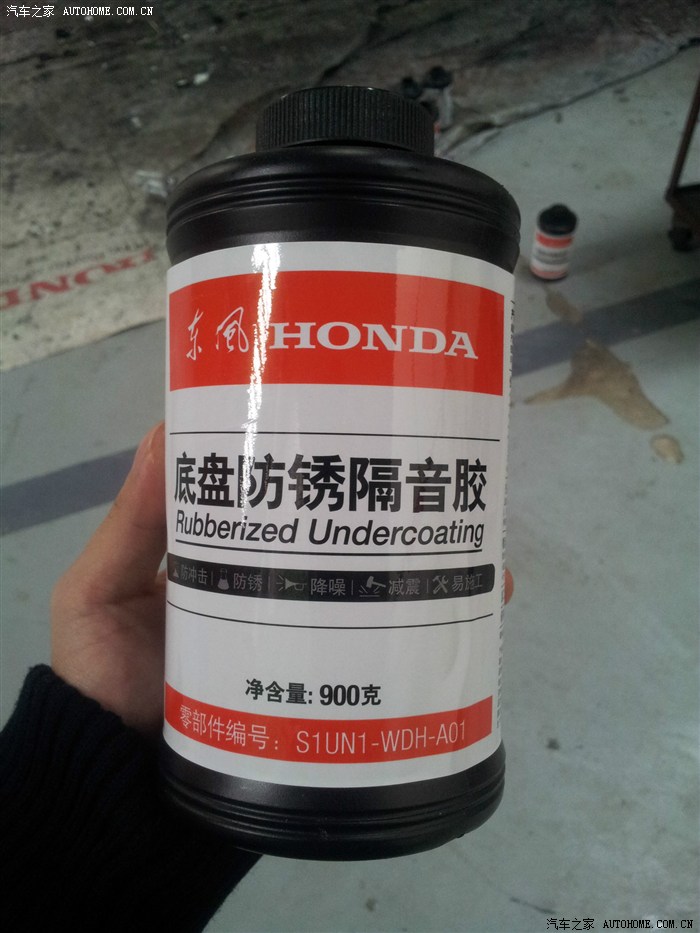 汽车之家 AUTOHOME.COM.CN
东风 HONDA
底盘防锈隔音胶
Rubberized Undercoating
防冲击 | 防锈 | 降噪 | 减震 | 易施工
净含量: 900克
零部件编号: S1UN1-WDH-A01
汽车之家 AUTOHOME.COM.CN